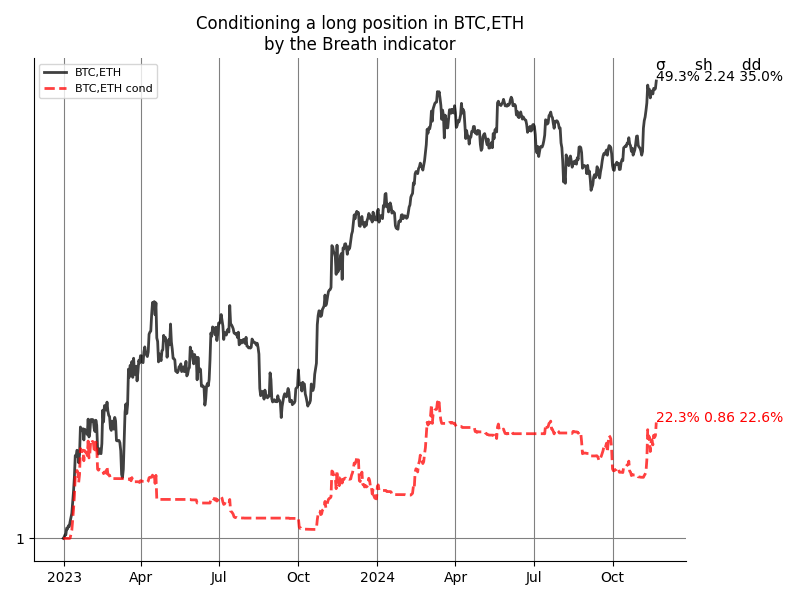 Conditioning a long position in BTC,ETH
by the Breath indicator
BTC,ETH
BTC,ETH cond
σ sh dd
49.3% 2.24 35.0%
22.3% 0.86 22.6%
1
2023 Apr Jul Oct 2024 Apr Jul Oct